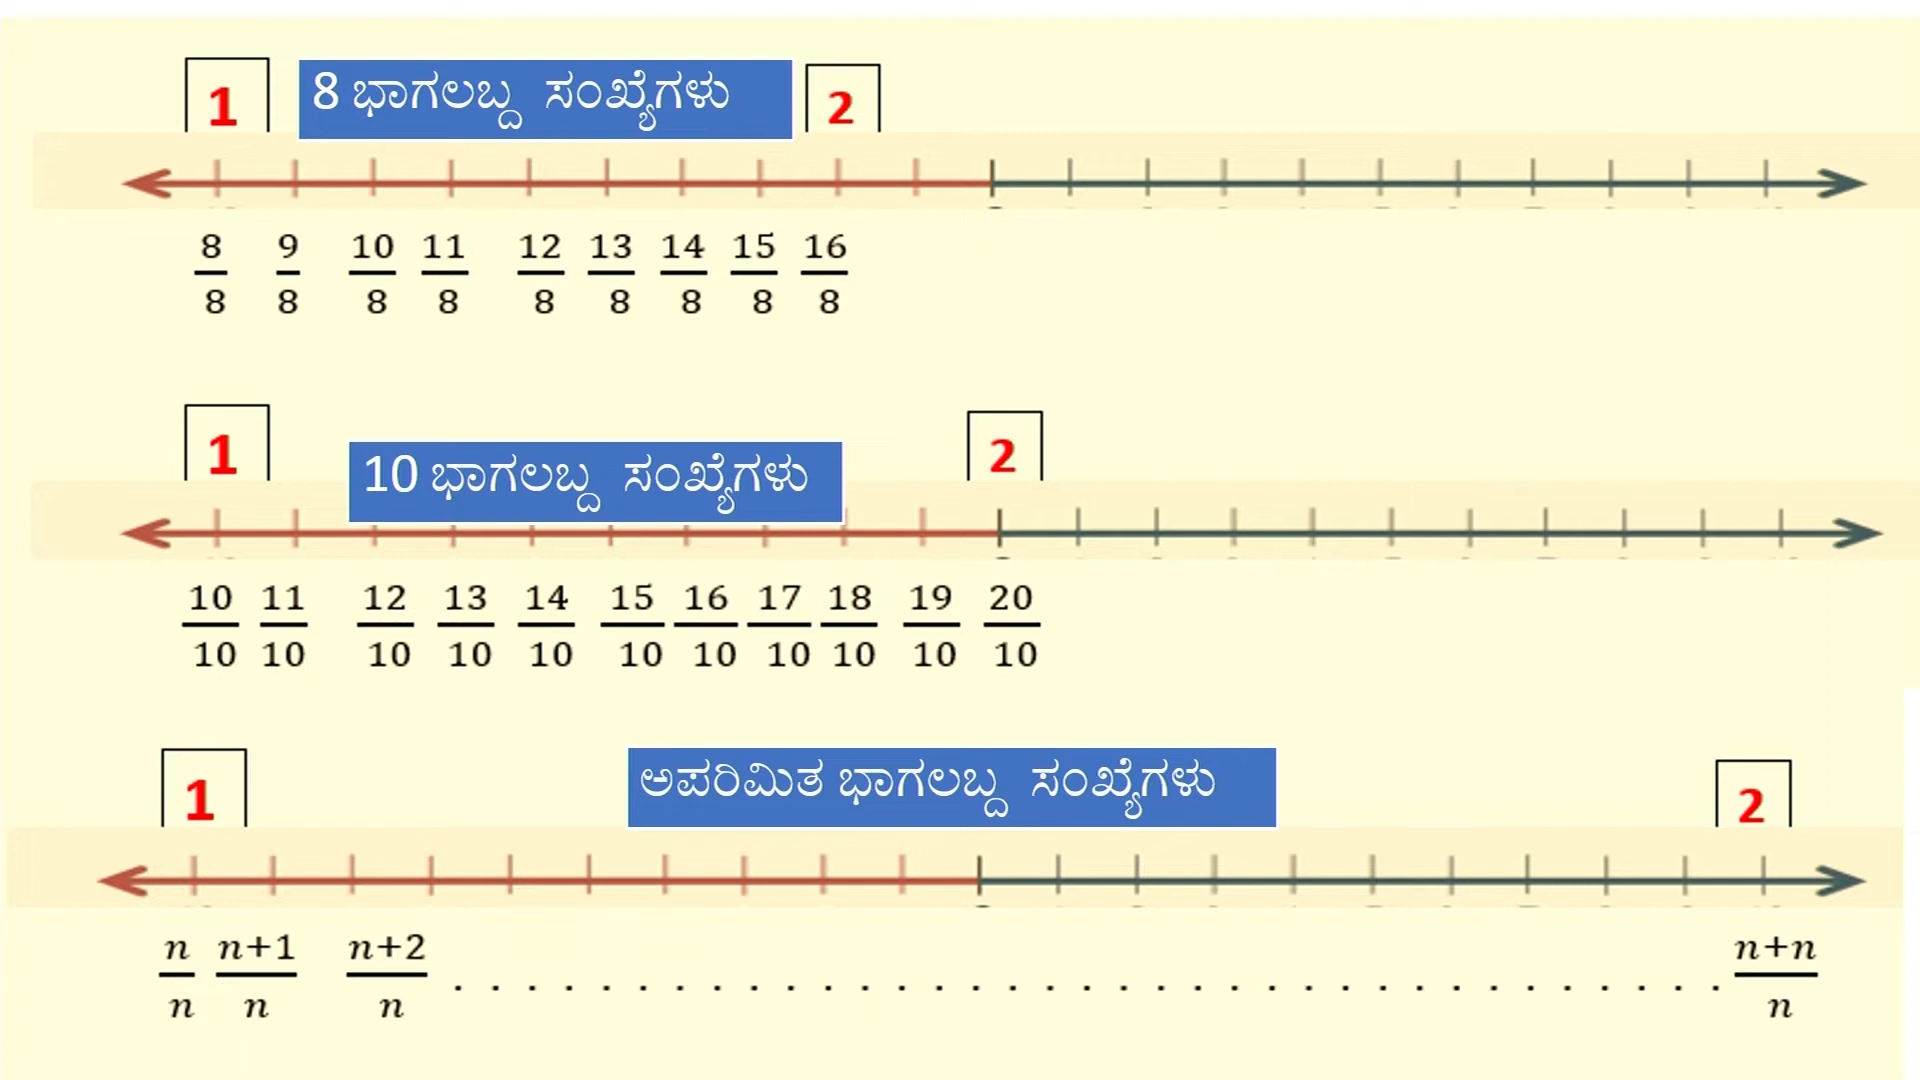 1 8 ಭಾಗಲಬ್ದ ಸಂಖ್ಯೆಗಳು 2
8/8 9/8 10/8 11/8 12/8 13/8 14/8 15/8 16/8
1 10 ಭಾಗಲಬ್ದ ಸಂಖ್ಯೆಗಳು 2
10/10 11/10 12/10 13/10 14/10 15/10 16/10 17/10 18/10 19/10 20/10
1 ಅಪರಿಮಿತ ಭಾಗಲಬ್ದ ಸಂಖ್ಯೆಗಳು 2
n/n n+1/n n+2/n . . . . . . . . . . . . . . . . . . . . . . . . . . . . . . . . . . . n+n/n